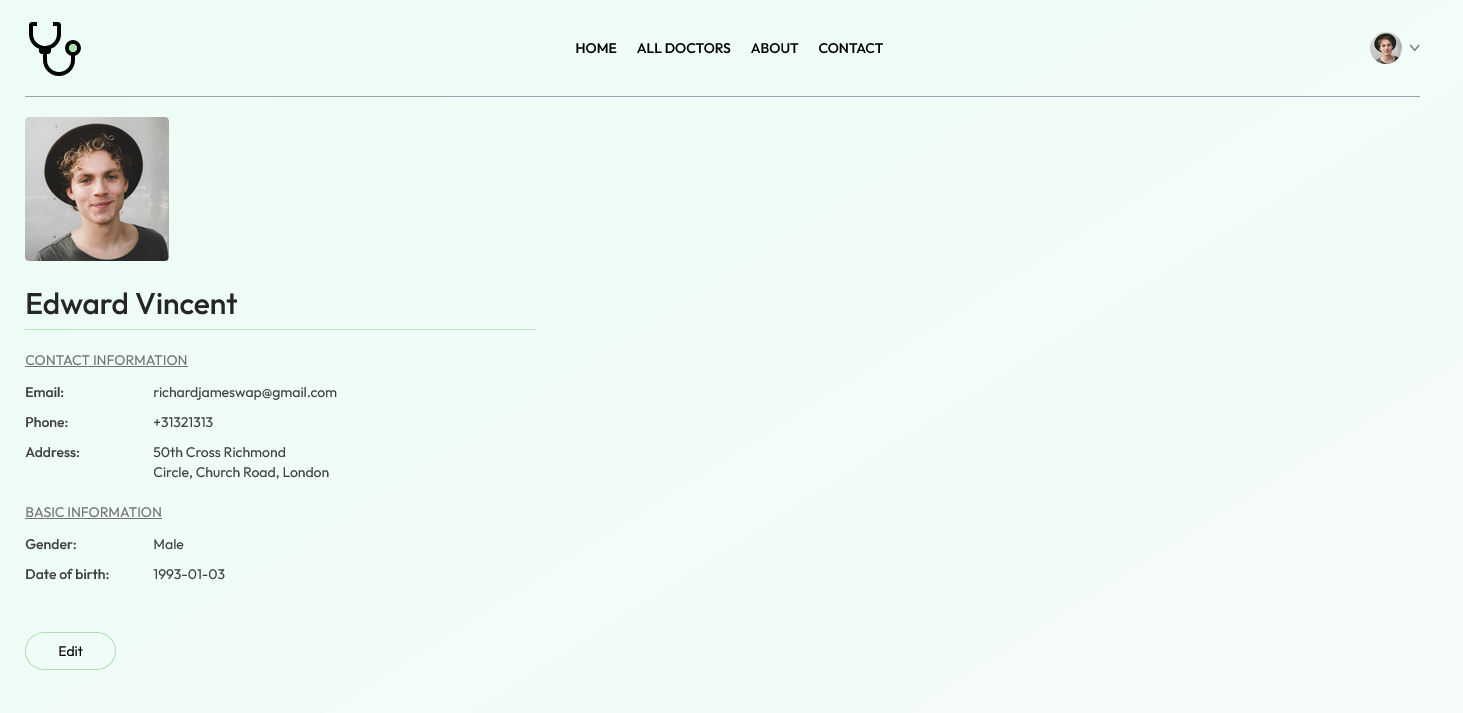 HOME ALL DOCTORS ABOUT CONTACT
Edward Vincent
CONTACT INFORMATION
Email: richardjameswap@gmail.com
Phone: +31321313
Address: 50th Cross Richmond
Circle, Church Road, London
BASIC INFORMATION
Gender: Male
Date of birth: 1993-01-03
Edit